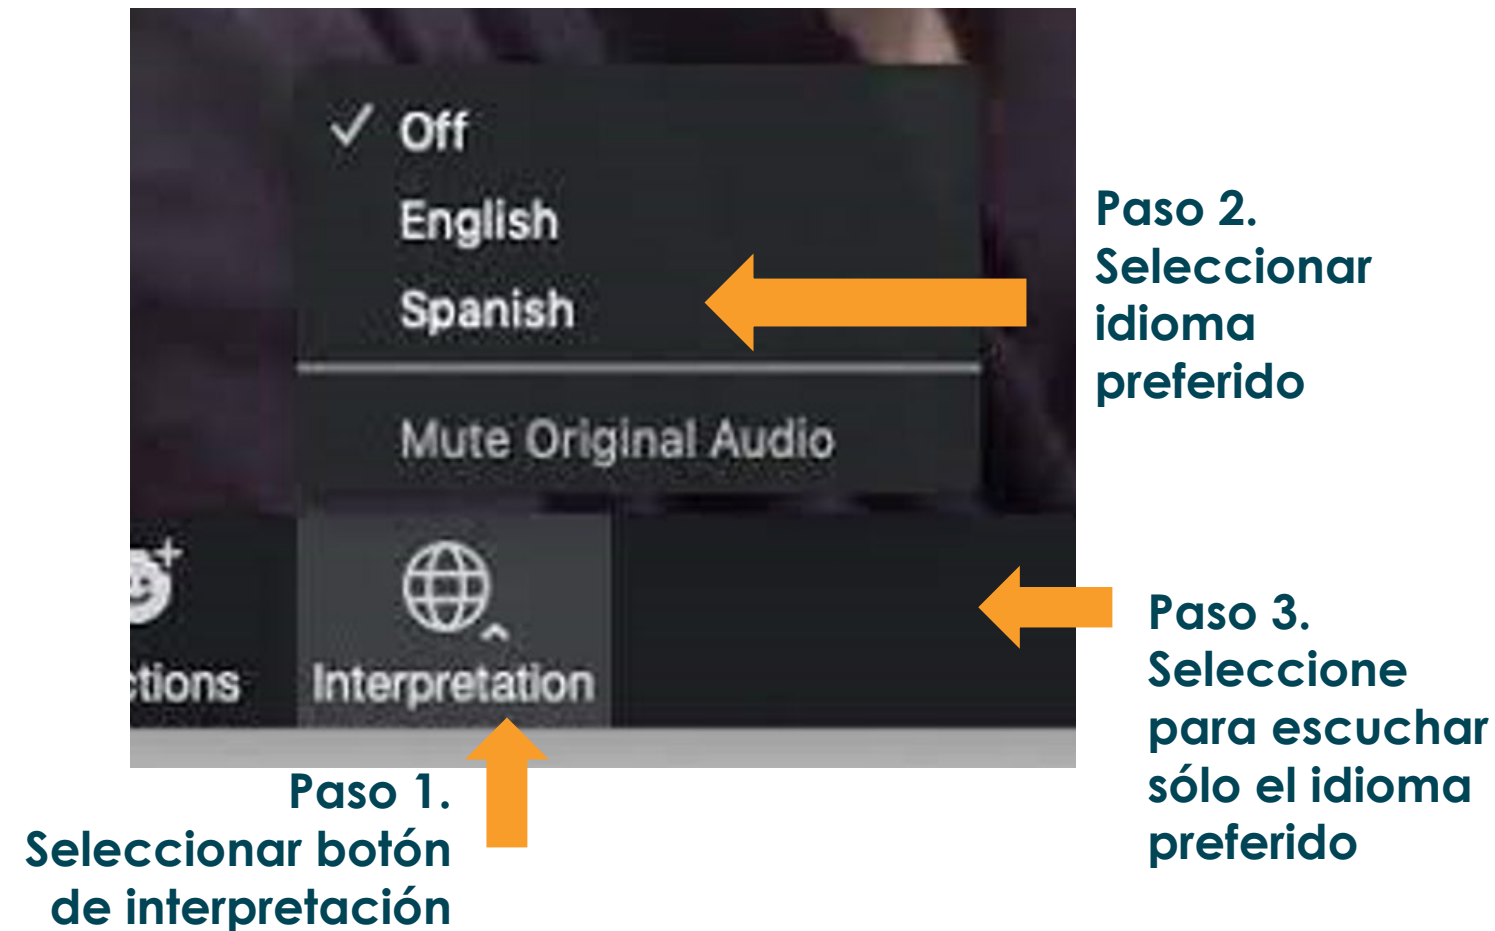 Off
English
Spanish
Mute Original Audio
ctions
Interpretation
Paso 1.
Seleccionar botón
de interpretación
Paso 2.
Seleccionar
idioma
preferido
Paso 3.
Seleccione
para escuchar
sólo el idioma
preferido